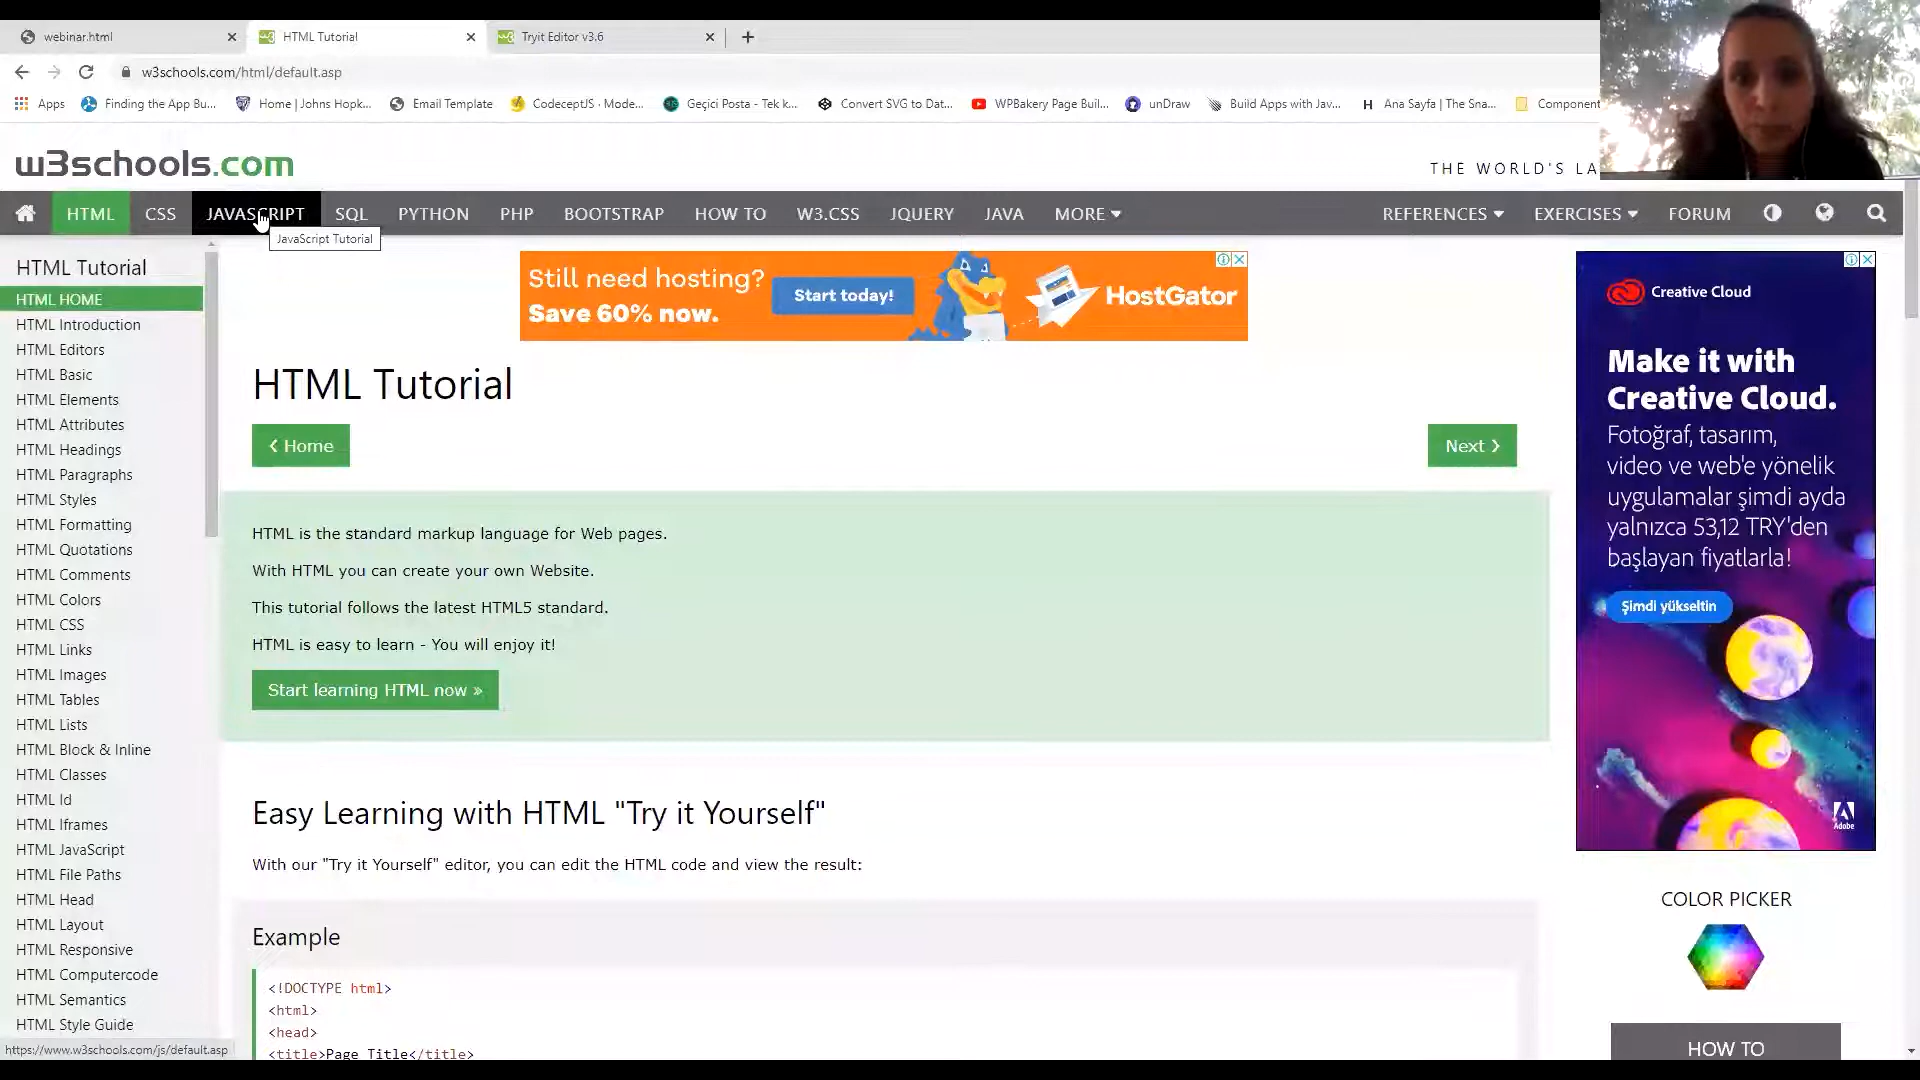 webinar.html
HTML Tutorial
Tryit Editor v3.6
w3schools.com/html/default.asp
Apps
Finding the App Bu...
Home | Johns Hopk...
Email Template
CodeceptJS · Mode...
Geçici Posta - Tek k...
Convert SVG to Dat...
WPBakery Page Buil...
unDraw
Build Apps with Jav...
Ana Sayfa | The Sna...
Component
w3schools.com
THE WORLD'S LA
HTML
CSS
JAVASCRIPT
SQL
PYTHON
PHP
BOOTSTRAP
HOW TO
W3.CSS
JQUERY
JAVA
MORE
REFERENCES
EXERCISES
FORUM
JavaScript Tutorial
HTML Tutorial
HTML HOME
HTML Introduction
HTML Editors
HTML Basic
HTML Elements
HTML Attributes
HTML Headings
HTML Paragraphs
HTML Styles
HTML Formatting
HTML Quotations
HTML Comments
HTML Colors
HTML CSS
HTML Links
HTML Images
HTML Tables
HTML Lists
HTML Block & Inline
HTML Classes
HTML Id
HTML Iframes
HTML JavaScript
HTML File Paths
HTML Head
HTML Layout
HTML Responsive
HTML Computercode
HTML Semantics
HTML Style Guide
https://www.w3schools.com/js/default.asp
Still need hosting?
Save 60% now.
Start today!
HostGator
HTML Tutorial
❮ Home
Next ❯
HTML is the standard markup language for Web pages.
With HTML you can create your own Website.
This tutorial follows the latest HTML5 standard.
HTML is easy to learn - You will enjoy it!
Start learning HTML now »
Easy Learning with HTML "Try it Yourself"
With our "Try it Yourself" editor, you can edit the HTML code and view the result:
Example
<!DOCTYPE html>
<html>
<head>
<title>Page Title</title>
Creative Cloud
Make it with
Creative Cloud.
Fotoğraf, tasarım,
video ve web'e yönelik
uygulamalar şimdi ayda
yalnızca 53,12 TRY'den
başlayan fiyatlarla!
Şimdi yükseltin
Adobe
COLOR PICKER
HOW TO